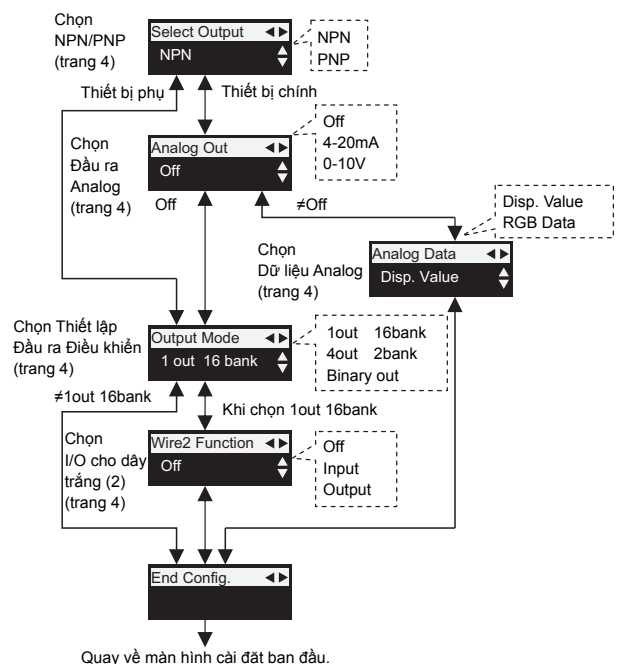 Chọn
NPN/PNP
(trang 4)
Select Output
NPN
NPN
PNP
Thiết bị phụ
Thiết bị chính
Chọn
Đầu ra
Analog
(trang 4)
Analog Out
Off
Off
4-20mA
0-10V
Off
≠Off
Disp. Value
RGB Data
Chọn
Dữ liệu Analog
(trang 4)
Analog Data
Disp. Value
Chọn Thiết lập
Đầu ra Điều khiển
(trang 4)
Output Mode
1 out 16 bank
1out 16bank
4out 2bank
Binary out
≠1out 16bank
Khi chọn 1out 16bank
Chọn
I/O cho dây
trắng (2)
(trang 4)
Wire2 Function
Off
Off
Input
Output
End Config.
Quay về màn hình cài đặt ban đầu.